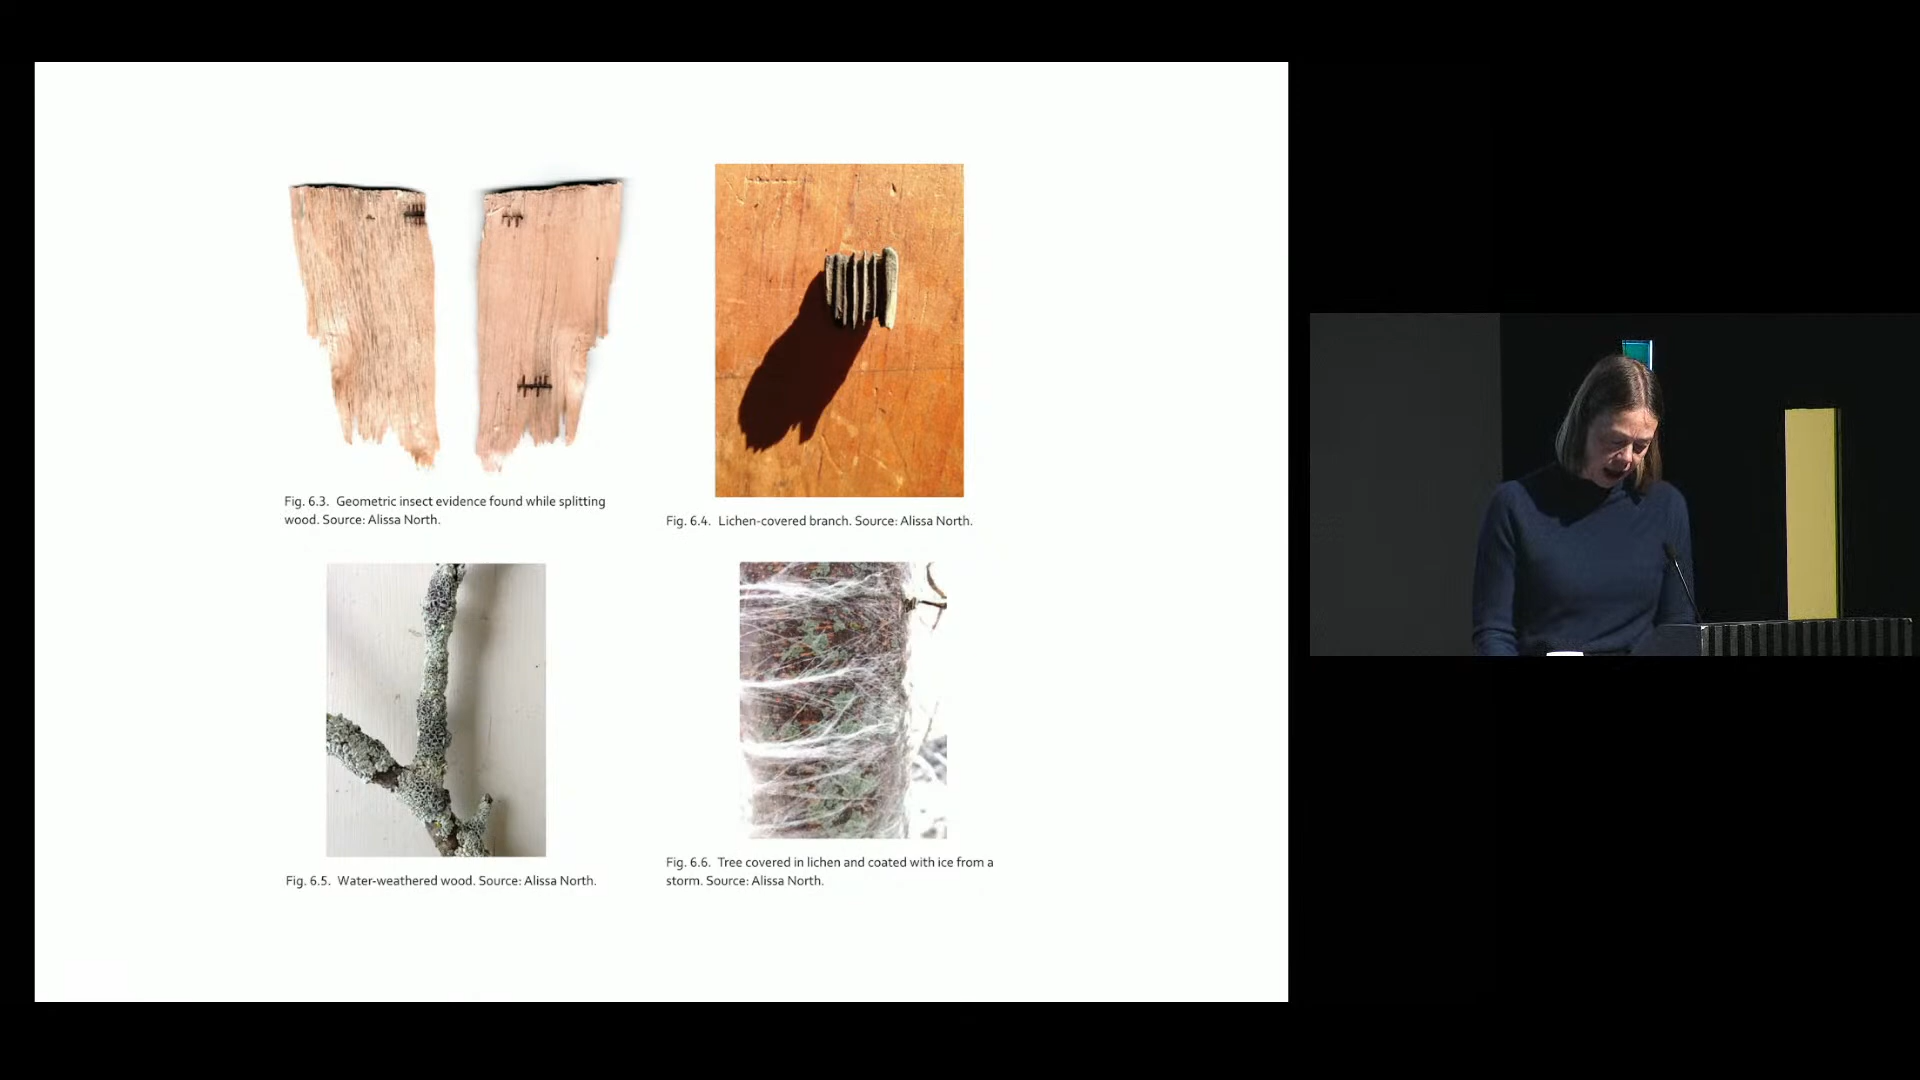 Fig. 6.3. Geometric insect evidence found while splitting
wood. Source: Alissa North.
Fig. 6.4. Lichen-covered branch. Source: Alissa North.
Fig. 6.5. Water-weathered wood. Source: Alissa North.
Fig. 6.6. Tree covered in lichen and coated with ice from a
storm. Source: Alissa North.